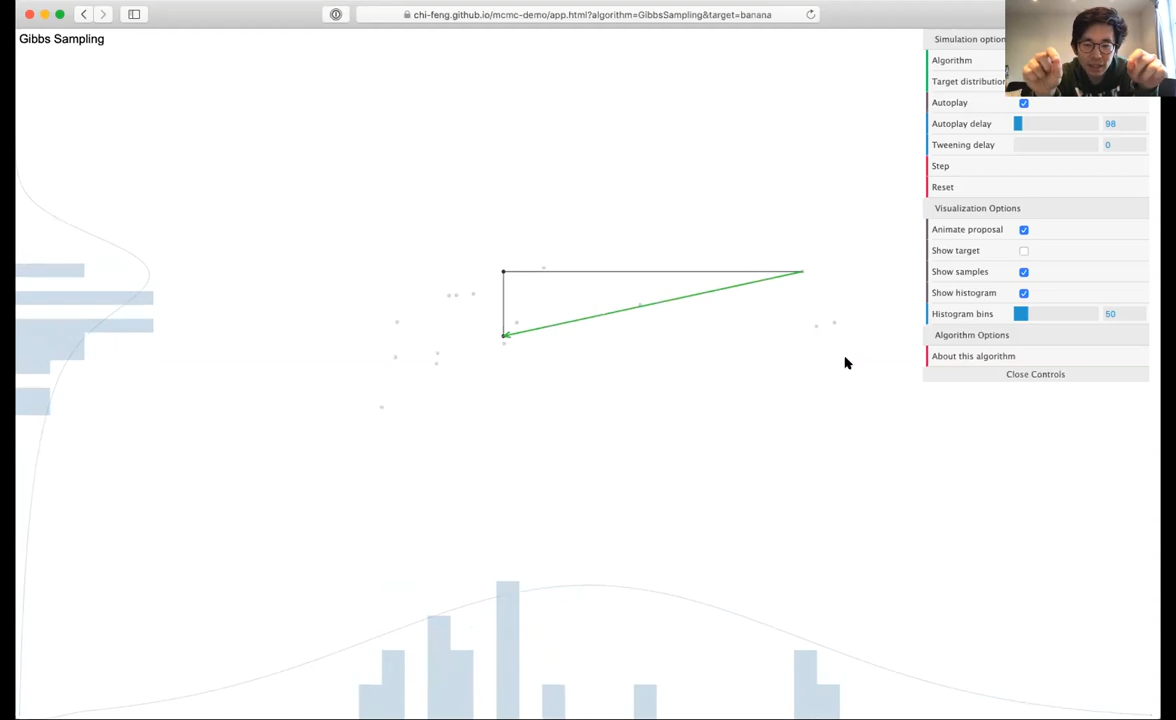 chi-feng.github.io/mcmc-demo/app.html?algorithm=GibbsSampling&target=banana
Gibbs Sampling
Simulation option
Algorithm
Target distribution
Autoplay
Autoplay delay 98
Tweening delay 0
Step
Reset
Visualization Options
Animate proposal
Show target
Show samples
Show histogram
Histogram bins 50
Algorithm Options
About this algorithm
Close Controls